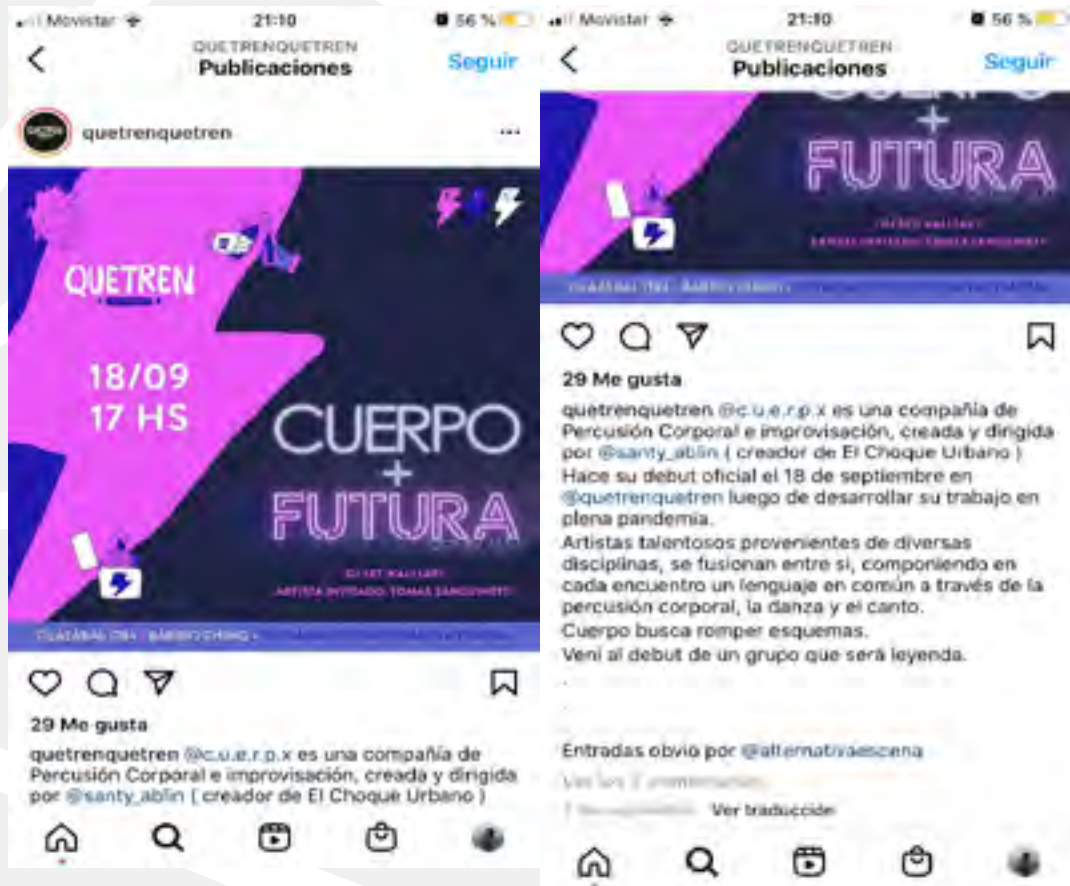 Movistar
21:10
56 %
QUETRENQUETREN
Publicaciones
Seguir
quetrenquetren
QUETREN
18/09
17 HS
CUERPO
+
FUTURA
ARTISTA INVITADO: TOMAS
29 Me gusta
quetrenquetren @c.u.e.r.p.x es una compañía de
Percusión Corporal e improvisación, creada y dirigida
por @santy_ablin ( creador de El Choque Urbano )
Movistar
21:10
56 %
QUETRENQUETREN
Publicaciones
Seguir
CUERPO
+
FUTURA
29 Me gusta
quetrenquetren @c.u.e.r.p.x es una compañía de
Percusión Corporal e improvisación, creada y dirigida
por @santy_ablin ( creador de El Choque Urbano )
Hace su debut oficial el 18 de septiembre en
@quetrenquetren luego de desarrollar su trabajo en
plena pandemia.
Artistas talentosos provenientes de diversas
disciplinas, se fusionan entre si, componiendo en
cada encuentro un lenguaje en común a través de la
percusión corporal, la danza y el canto.
Cuerpo busca romper esquemas.
Veni al debut de un grupo que será leyenda.
.
.
Entradas obvio por @alternativaescena
Ver traducción